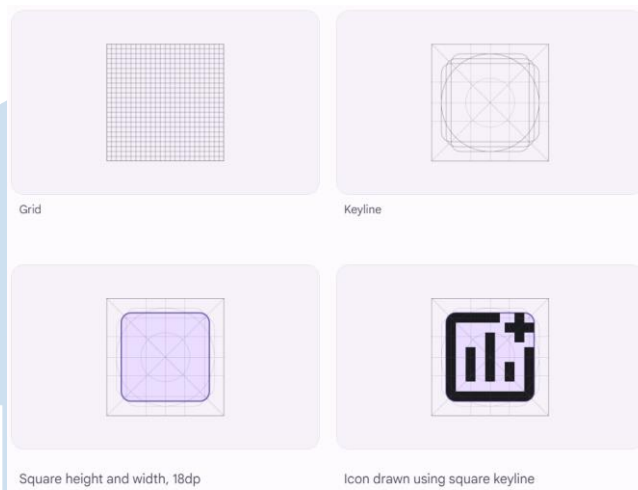 Grid
Keyline
Square height and width, 18dp
Icon drawn using square keyline